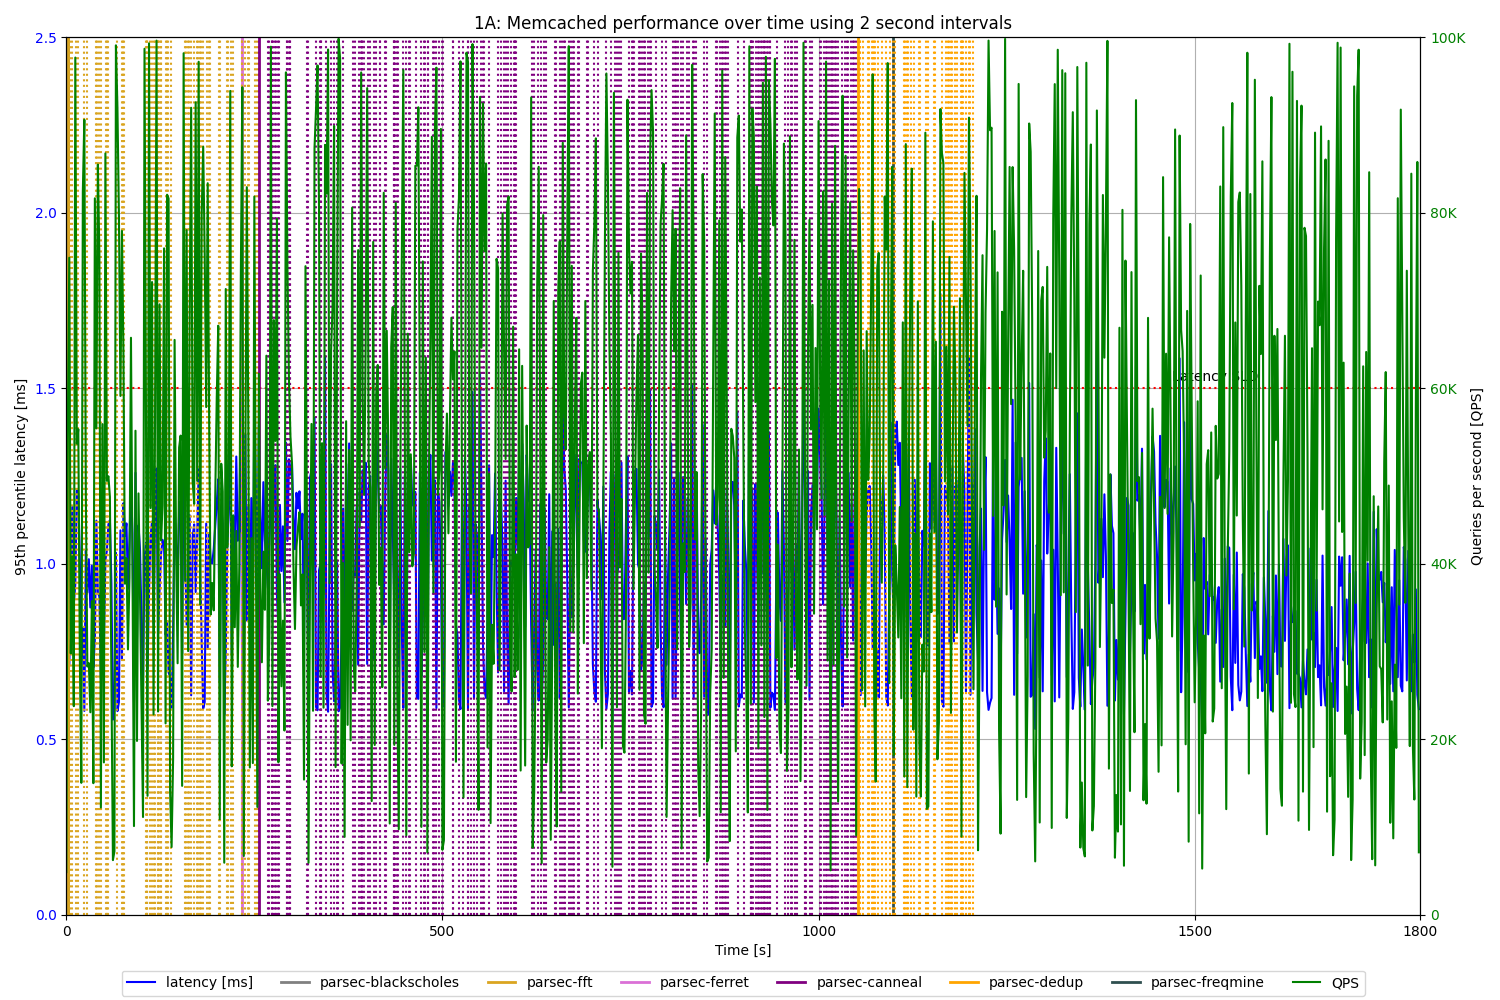 1A: Memcached performance over time using 2 second intervals
95th percentile latency [ms]
2.5
2.0
1.5
1.0
0.5
0.0
100K
80K
60K
40K
20K
0
Queries per second [QPS]
Latency
0
500
1000
1500
1800
Time [s]
latency [ms] parsec-blackscholes parsec-fft parsec-ferret parsec-canneal parsec-dedup parsec-freqmine QPS